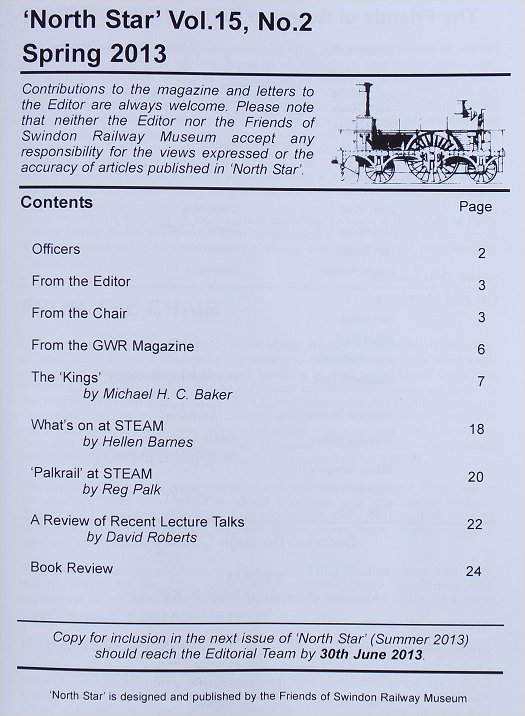 'North Star' Vol.15, No.2
Spring 2013
Contributions to the magazine and letters to
the Editor are always welcome. Please note
that neither the Editor nor the Friends of
Swindon Railway Museum accept any
responsibility for the views expressed or the
accuracy of articles published in 'North Star'.
Contents Page
Officers 2
From the Editor 3
From the Chair 3
From the GWR Magazine 6
The 'Kings' 7
by Michael H. C. Baker
What's on at STEAM 18
by Hellen Barnes
'Palkrail' at STEAM 20
by Reg Palk
A Review of Recent Lecture Talks 22
by David Roberts
Book Review 24
Copy for inclusion in the next issue of 'North Star' (Summer 2013)
should reach the Editorial Team by 30th June 2013.
'North Star' is designed and published by the Friends of Swindon Railway Museum